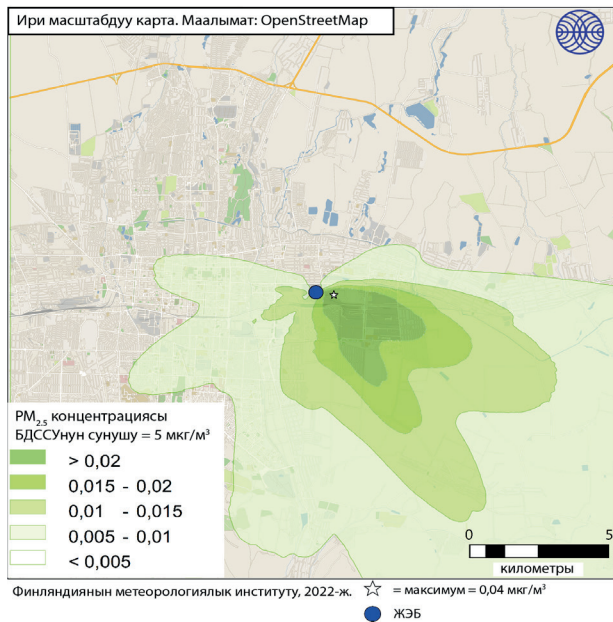 Ири масштабдуу карта. Маалымат: OpenStreetMap
PM2.5 концентрациясы
БДССУнун сунушу = 5 мкг/м³
> 0,02
0,015 - 0,02
0,01 - 0,015
0,005 - 0,01
< 0,005
0 5
километры
Финляндиянын метеорологиялык институту, 2022-ж.
= максимум = 0,04 мкг/м³
ЖЭБ